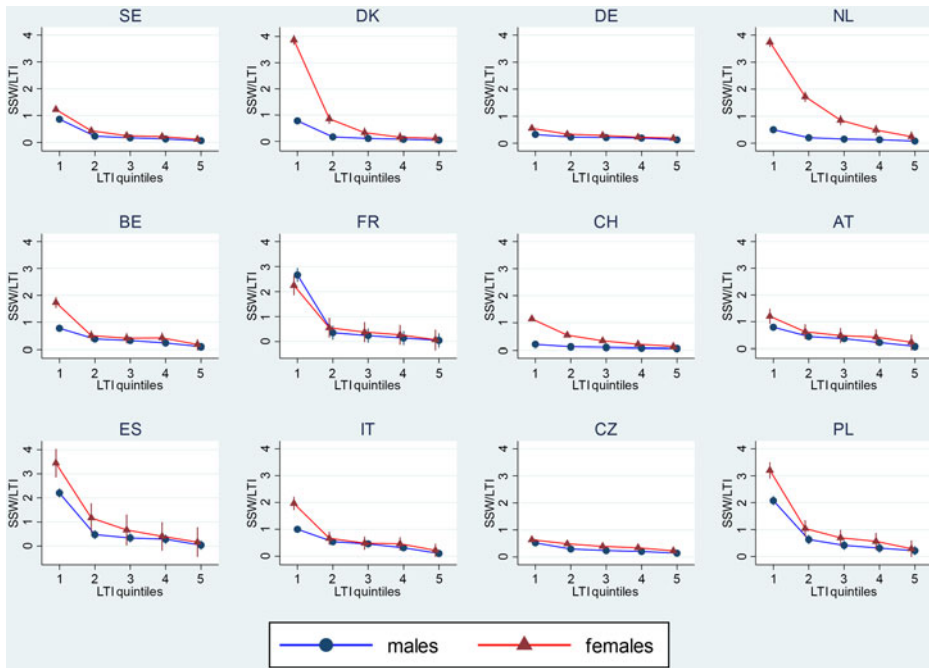 SE
DK
DE
NL
SSW/LTI
0 1 2 3 4
SSW/LTI
0 1 2 3 4
SSW/LTI
0 1 2 3 4
SSW/LTI
0 1 2 3 4
1 2 3 4 5
1 2 3 4 5
1 2 3 4 5
1 2 3 4 5
LTI quintiles
LTI quintiles
LTI quintiles
LTI quintiles
BE
FR
CH
AT
SSW/LTI
0 1 2 3 4
SSW/LTI
0 1 2 3 4
SSW/LTI
0 1 2 3 4
SSW/LTI
0 1 2 3 4
1 2 3 4 5
1 2 3 4 5
1 2 3 4 5
1 2 3 4 5
LTI quintiles
LTI quintiles
LTI quintiles
LTI quintiles
ES
IT
CZ
PL
SSW/LTI
0 1 2 3 4
SSW/LTI
0 1 2 3 4
SSW/LTI
0 1 2 3 4
SSW/LTI
0 1 2 3 4
1 2 3 4 5
1 2 3 4 5
1 2 3 4 5
1 2 3 4 5
LTI quintiles
LTI quintiles
LTI quintiles
LTI quintiles
males
females